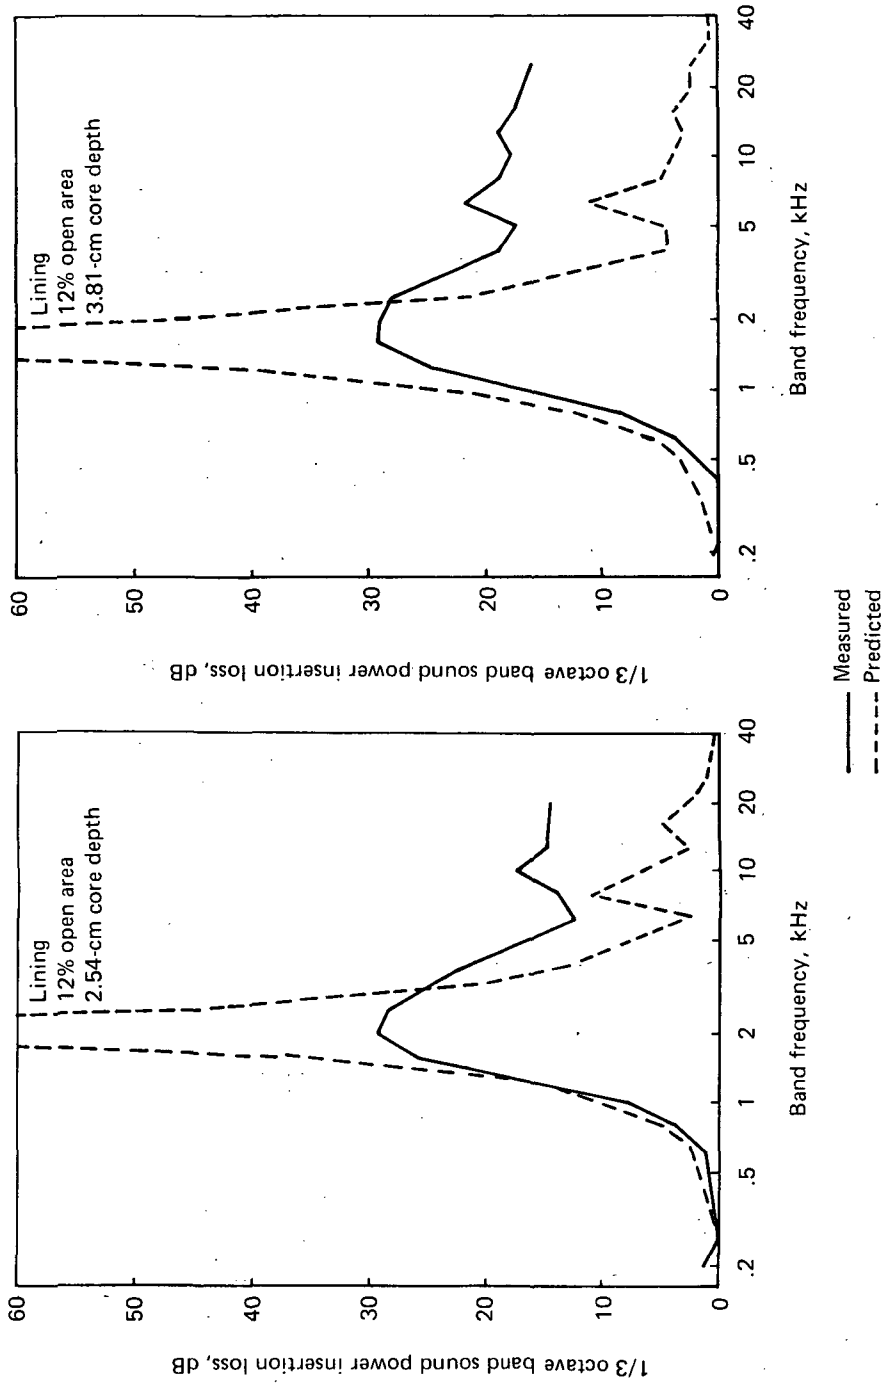 60
50
40
30
20
10
0
1/3 octave band sound power insertion loss, dB
Lining
12% open area
2.54-cm core depth
.2
.5
1
2
5
10
20
40
Band frequency, kHz
60
50
40
30
20
10
0
1/3 octave band sound power insertion loss, dB
Lining
12% open area
3.81-cm core depth
.2
.5
1
2
5
10
20
40
Band frequency, kHz
Measured
Predicted